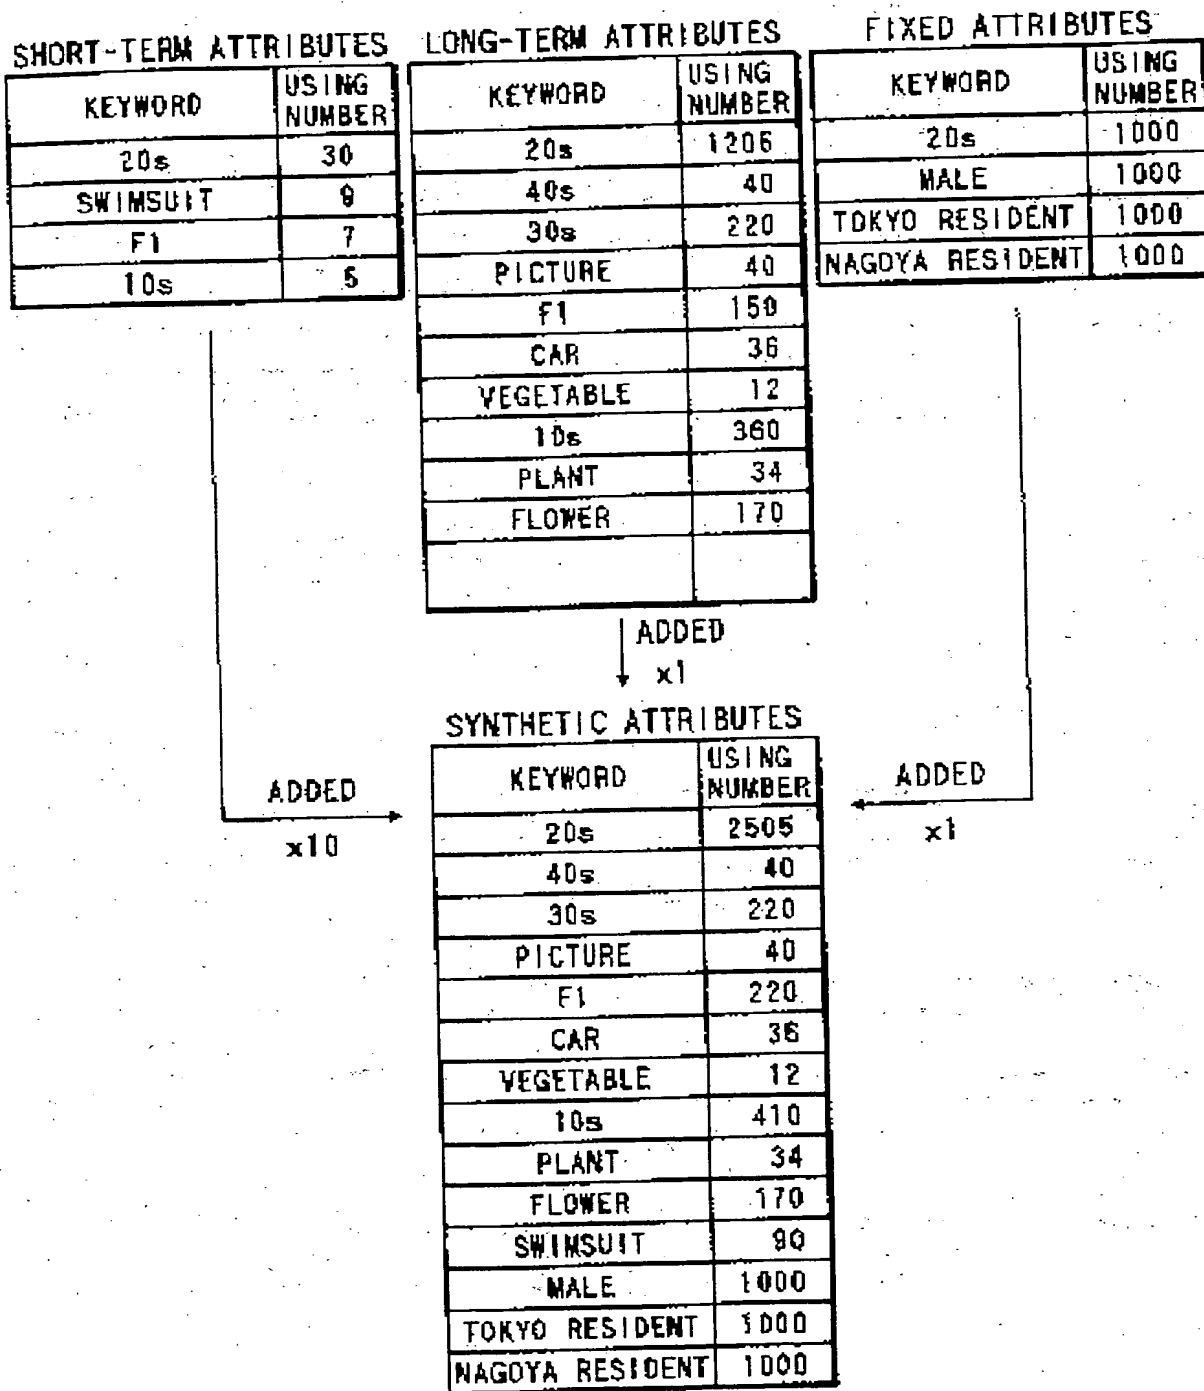 SHORT-TERM ATTRIBUTES
KEYWORD USING NUMBER
20s 30
SWIMSUIT 9
F1 7
10s 5
LONG-TERM ATTRIBUTES
KEYWORD USING NUMBER
20s 1206
40s 40
30s 220
PICTURE 40
F1 150
CAR 36
VEGETABLE 12
10s 360
PLANT 34
FLOWER 170
FIXED ATTRIBUTES
KEYWORD USING NUMBER
20s 1000
MALE 1000
TOKYO RESIDENT 1000
NAGOYA RESIDENT 1000
ADDED
x1
ADDED
x10
ADDED
x1
SYNTHETIC ATTRIBUTES
KEYWORD USING NUMBER
20s 2505
40s 40
30s 220
PICTURE 40
F1 220
CAR 36
VEGETABLE 12
10s 410
PLANT 34
FLOWER 170
SWIMSUIT 90
MALE 1000
TOKYO RESIDENT 1000
NAGOYA RESIDENT 1000